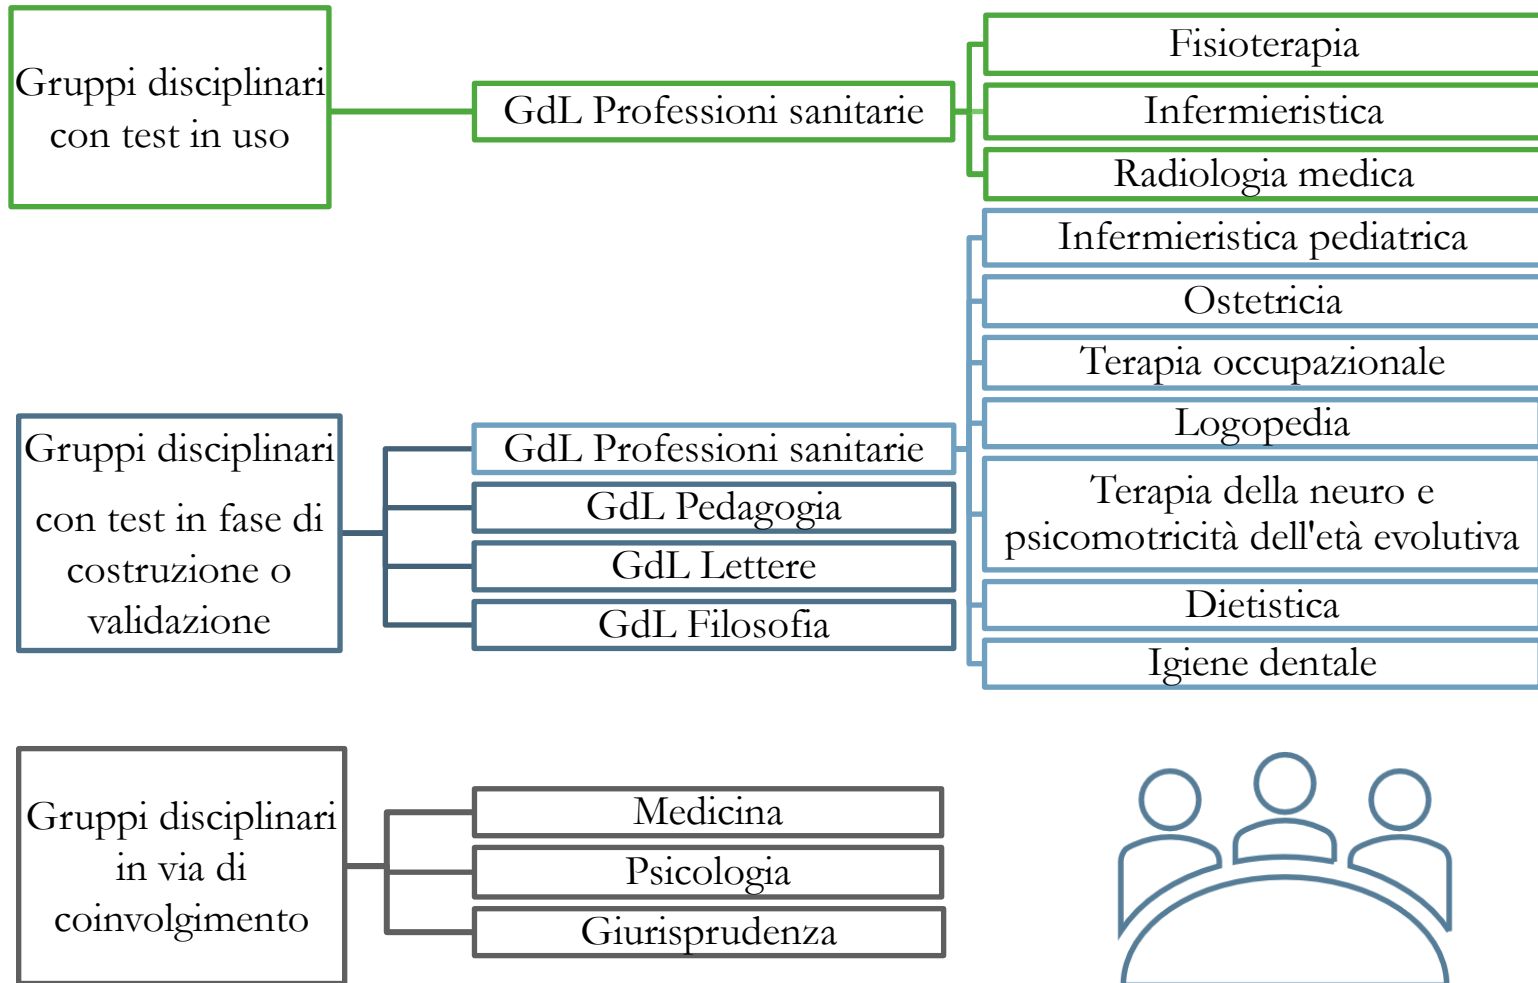 Gruppi disciplinari
con test in uso
GdL Professioni sanitarie
Fisioterapia
Infermieristica
Radiologia medica
Gruppi disciplinari
con test in fase di
costruzione o
validazione
GdL Professioni sanitarie
GdL Pedagogia
GdL Lettere
GdL Filosofia
Infermieristica pediatrica
Ostetricia
Terapia occupazionale
Logopedia
Terapia della neuro e
psicomotricità dell'età evolutiva
Dietistica
Igiene dentale
Gruppi disciplinari
in via di
coinvolgimento
Medicina
Psicologia
Giurisprudenza